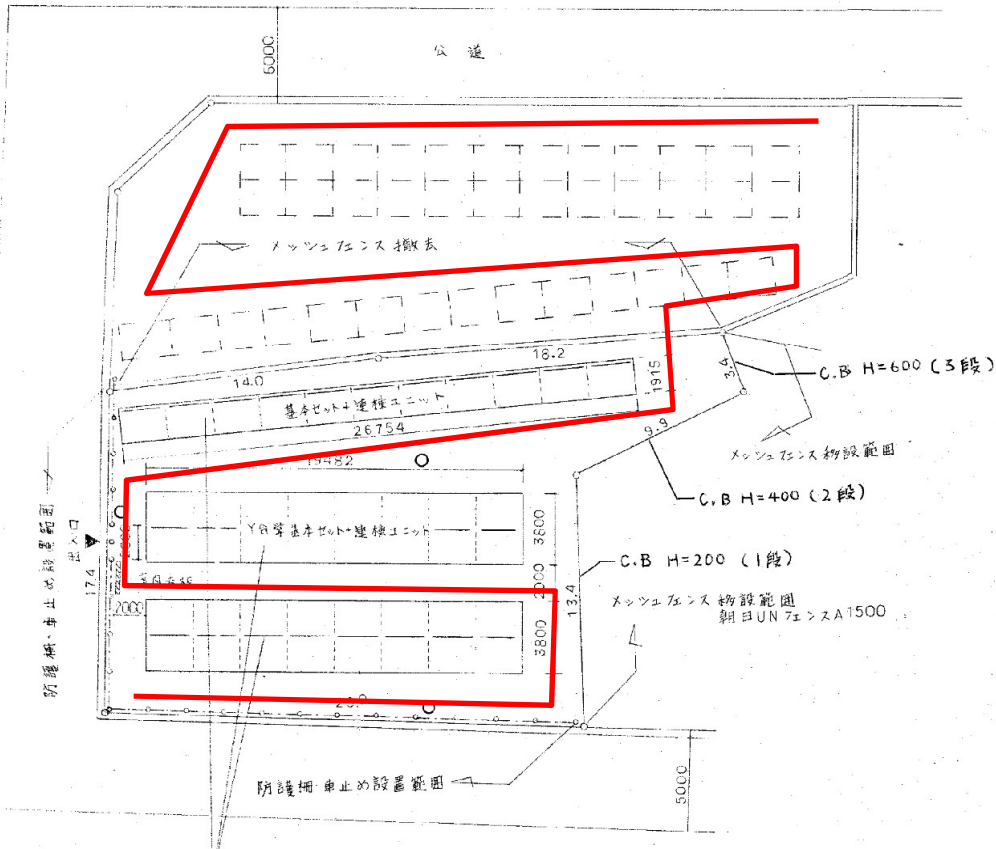 6000
公道
メッシュフェンス撤去
18.2
14.0
1915
3.4
C.B H=600 (3段)
基本セット+連棟ユニット
26754
9.9
メッシュフェンス移設範囲
19482
C.B H=400 (2段)
防護柵・車止め設置範囲
出入口
17.4
Y合掌基本セット+連棟ユニット
3800
2000
13.4
C.B H=200 (1段)
メッシュフェンス移設範囲
朝日UNフェンスA1500
2000
3800
防護柵・車止め設置範囲
5000